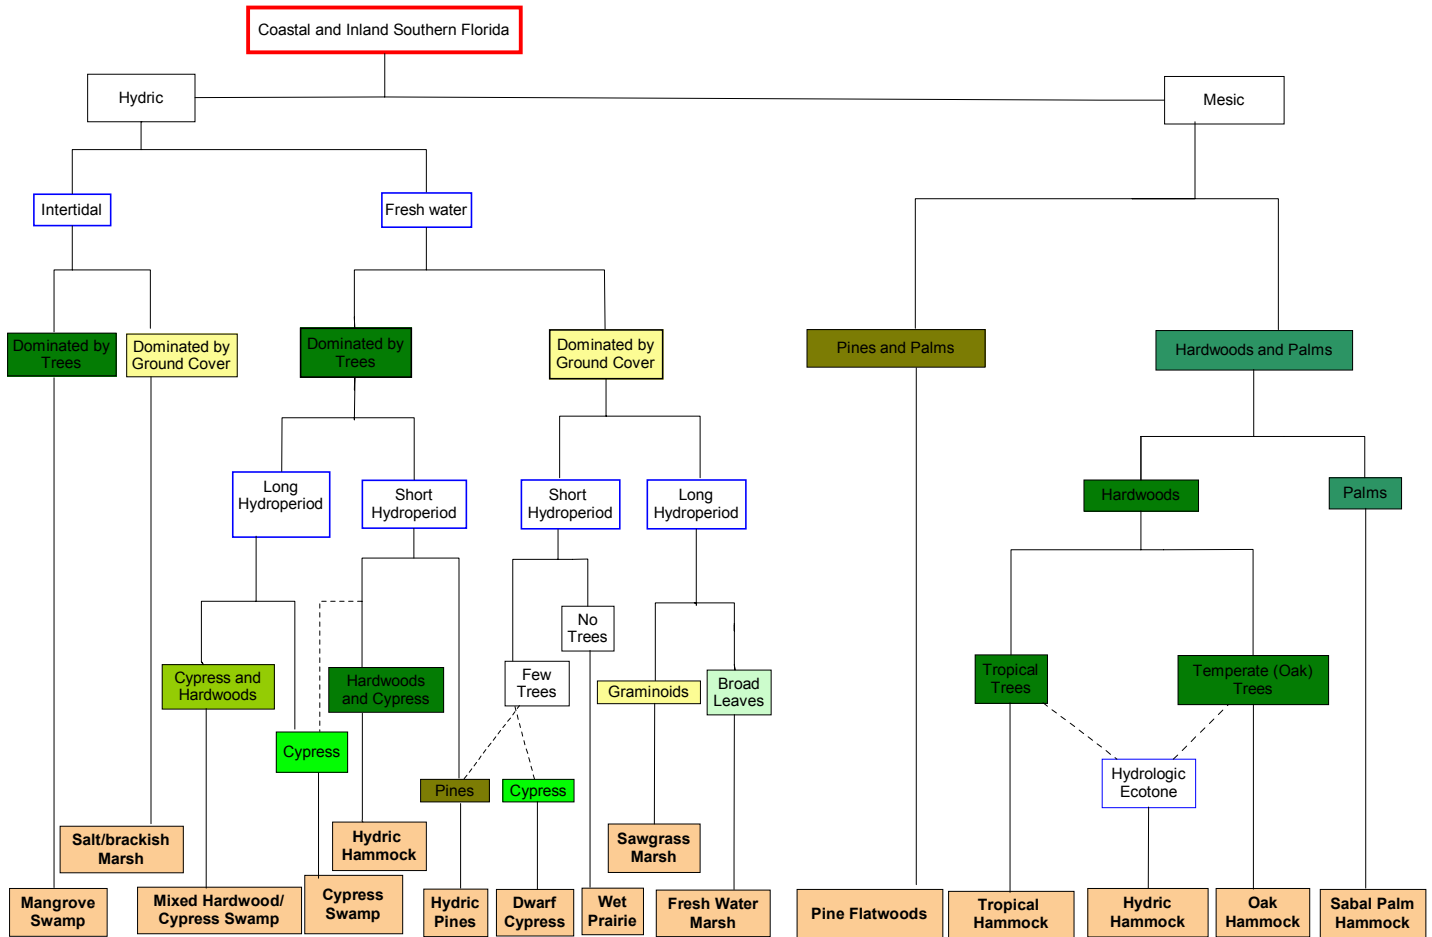 Coastal and Inland Southern Florida
Hydric
Mesic
Intertidal
Fresh water
Dominated by
Trees
Dominated by
Ground Cover
Dominated by
Trees
Dominated by
Ground Cover
Pines and Palms
Hardwoods and Palms
Long
Hydroperiod
Short
Hydroperiod
Short
Hydroperiod
Long
Hydroperiod
Hardwoods
Palms
No
Trees
Cypress and
Hardwoods
Hardwoods
and Cypress
Few
Trees
Graminoids
Broad
Leaves
Tropical
Trees
Temperate (Oak)
Trees
Cypress
Pines
Cypress
Hydrologic
Ecotone
Salt/brackish
Marsh
Hydric
Hammock
Sawgrass
Marsh
Mangrove
Swamp
Mixed Hardwood/
Cypress Swamp
Cypress
Swamp
Hydric
Pines
Dwarf
Cypress
Wet
Prairie
Fresh Water
Marsh
Pine Flatwoods
Tropical
Hammock
Hydric
Hammock
Oak
Hammock
Sabal Palm
Hammock